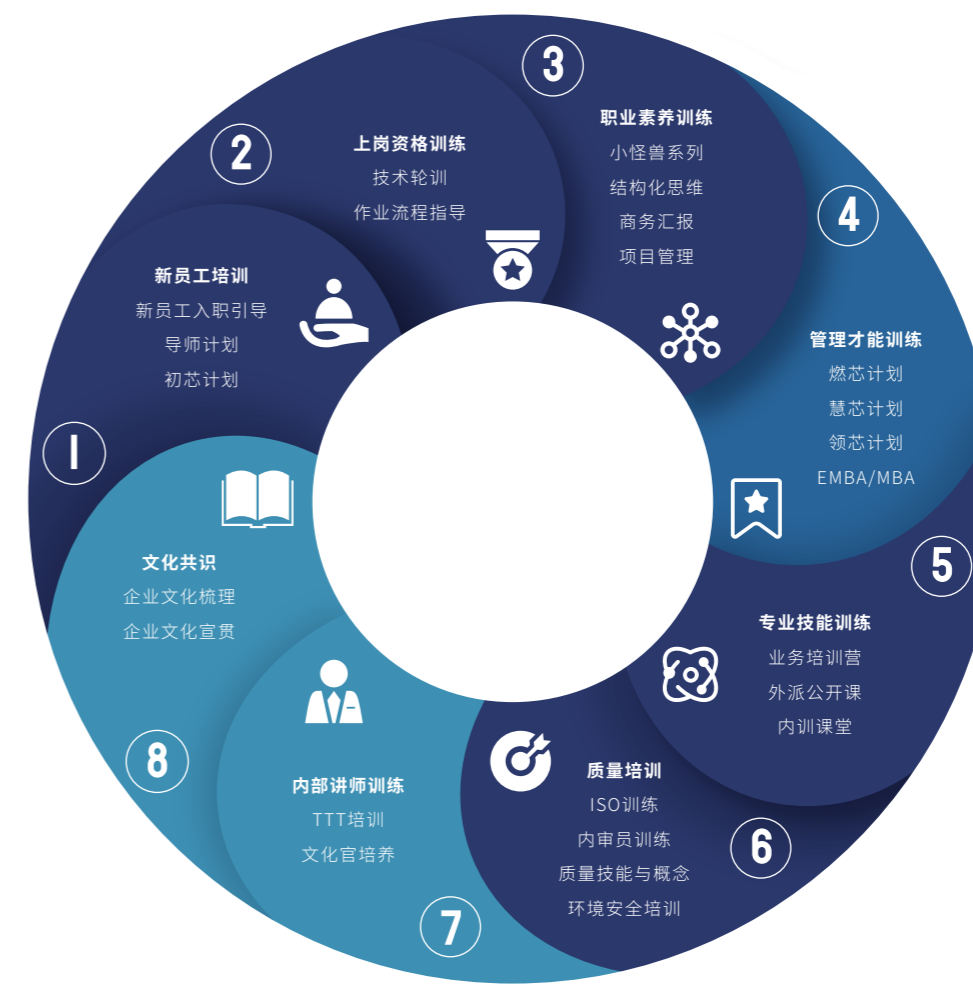 1
新员工培训
新员工入职引导
导师计划
初芯计划
2
上岗资格训练
技术轮训
作业流程指导
3
职业素养训练
小怪兽系列
结构化思维
商务汇报
项目管理
4
管理才能训练
燃芯计划
慧芯计划
领芯计划
EMBA/MBA
5
专业技能训练
业务培训营
外派公开课
内训课堂
6
质量培训
ISO训练
内审员训练
质量技能与概念
环境安全培训
7
内部讲师训练
TTT培训
文化官培养
8
文化共识
企业文化梳理
企业文化宣贯